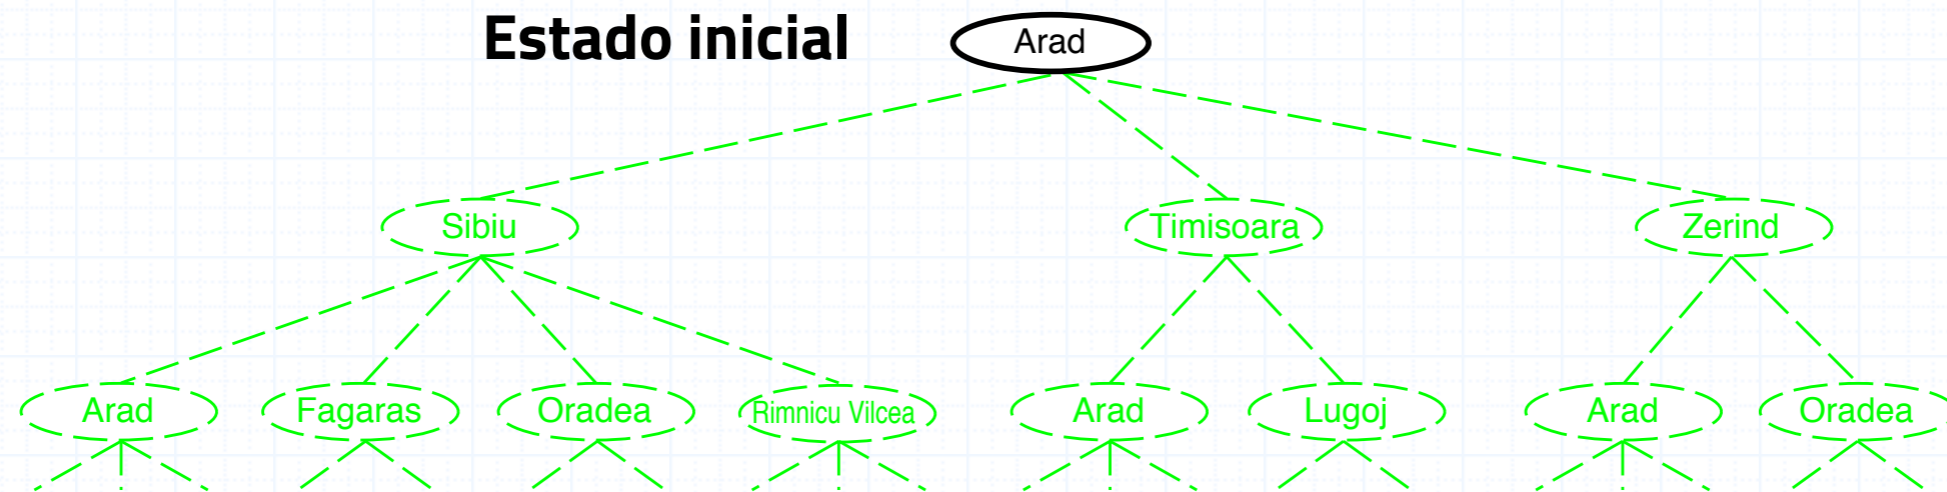 Estado inicial
Arad
Sibiu
Timisoara
Zerind
Arad
Fagaras
Oradea
Rimnicu Vilcea
Arad
Lugoj
Arad
Oradea